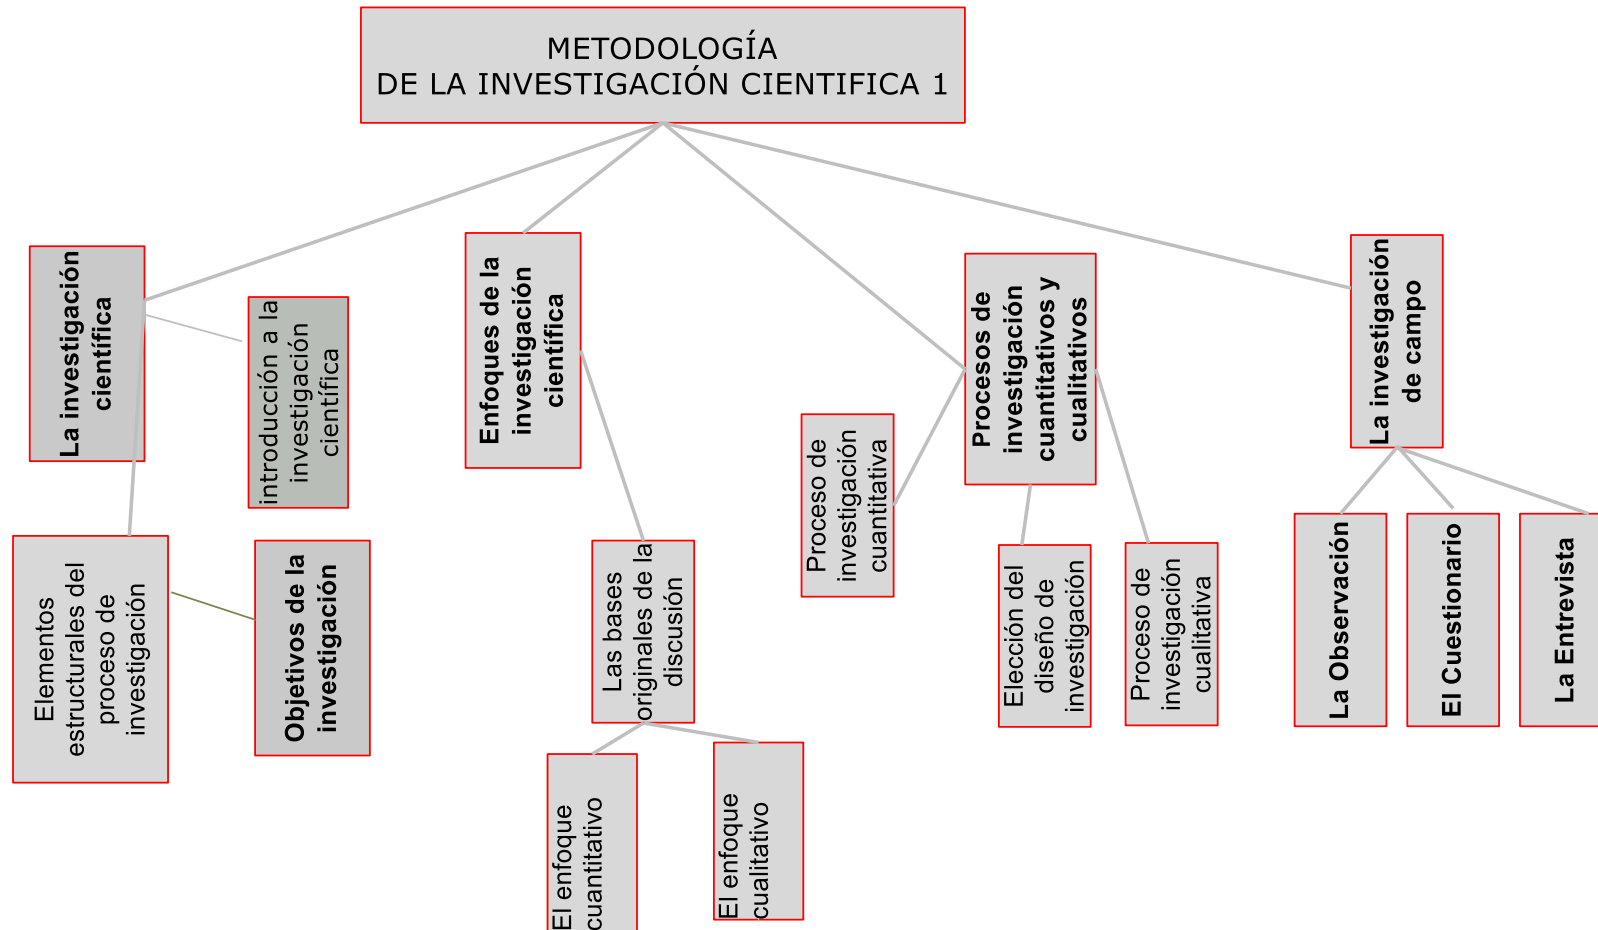 METODOLOGÍA
DE LA INVESTIGACIÓN CIENTIFICA 1
La investigación
científica
introducción a la
investigación
científica
Enfoques de la
investigación
científica
Procesos de
investigación
cuantitativos y
cualitativos
La investigación
de campo
Elementos
estructurales del
proceso de
investigación
Objetivos de la
investigación
Las bases
originales de la
discusión
El enfoque
cuantitativo
El enfoque
cualitativo
Proceso de
investigación
cuantitativa
Elección del
diseño de
investigación
Proceso de
investigación
cualitativa
La Observación
El Cuestionario
La Entrevista